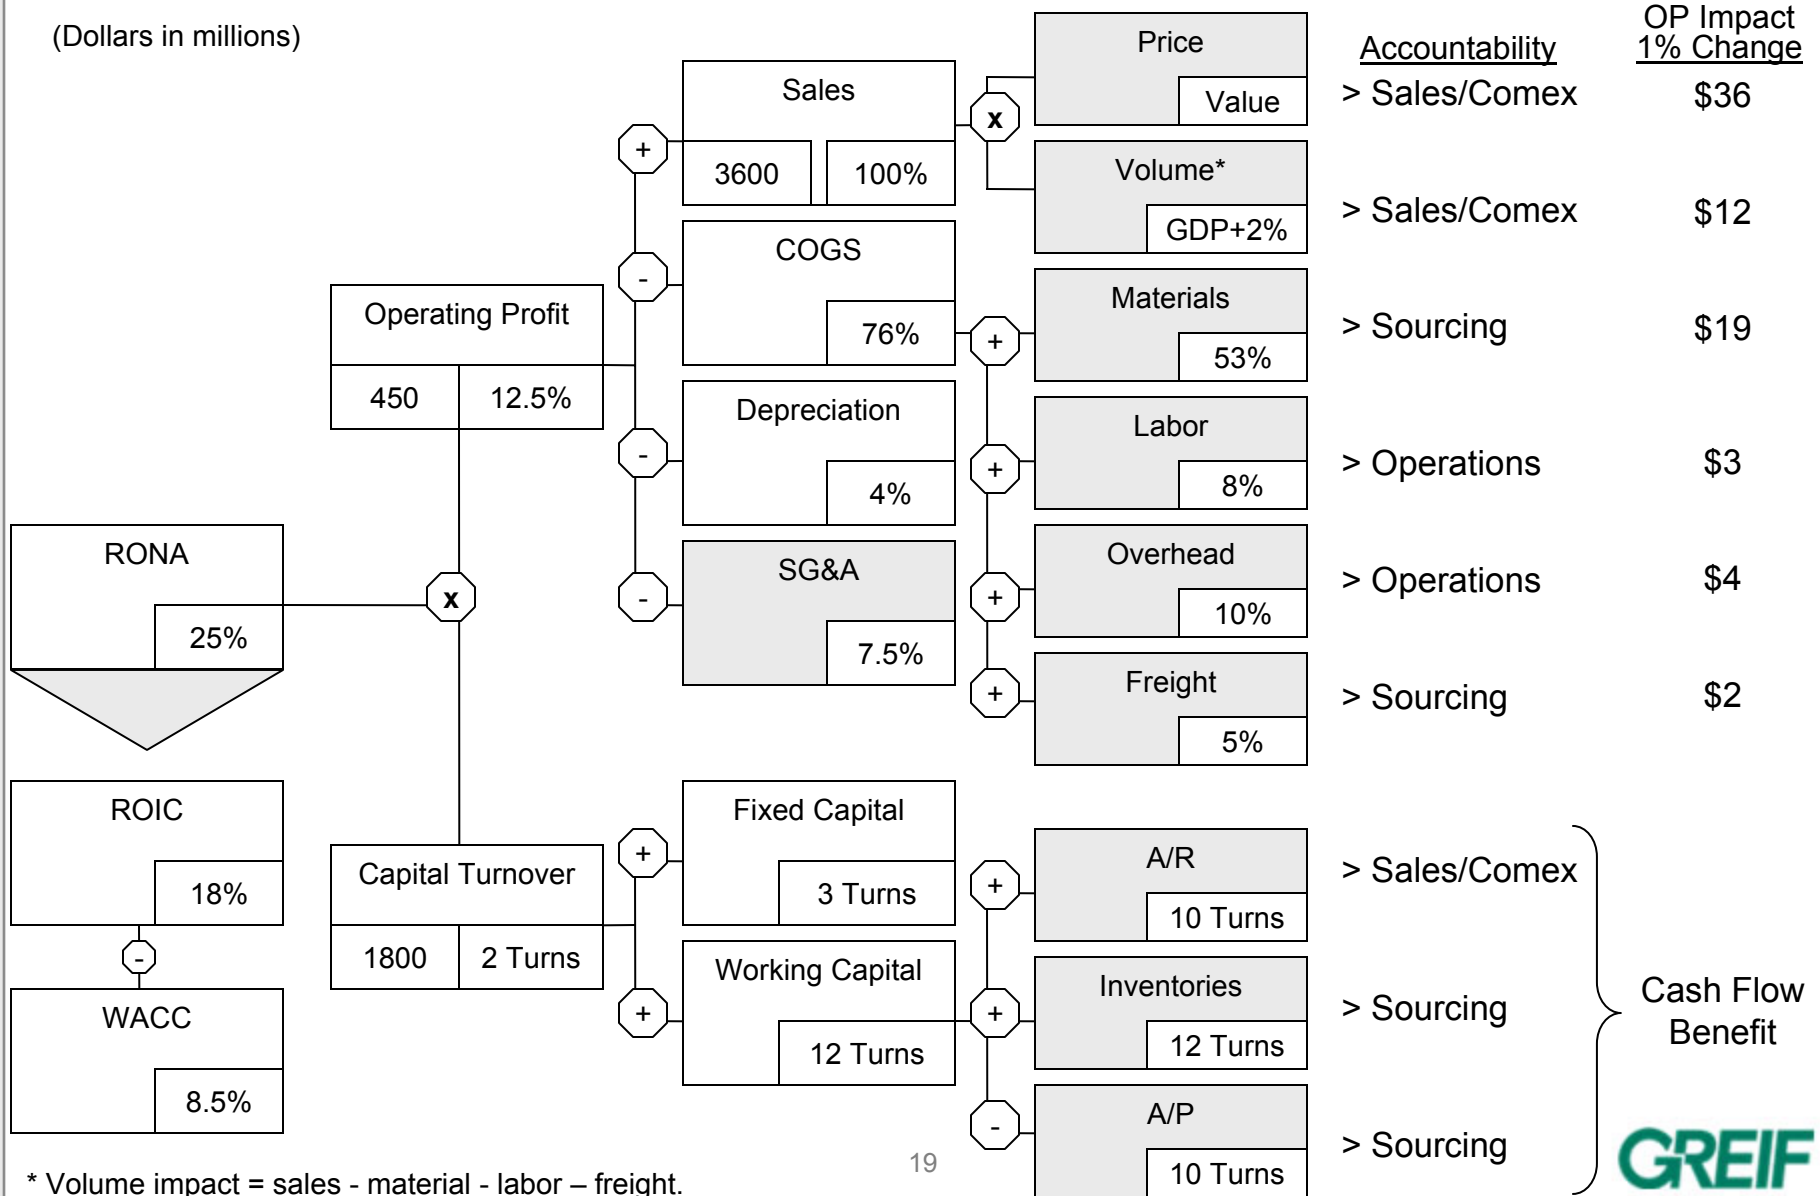 (Dollars in millions)
Accountability
OP Impact
1% Change
Price
Value
> Sales/Comex
$36
Sales
3600
100%
+
x
Volume*
GDP+2%
> Sales/Comex
$12
COGS
76%
-
Materials
53%
+
> Sourcing
$19
Operating Profit
450
12.5%
Depreciation
4%
-
Labor
8%
+
> Operations
$3
RONA
25%
x
SG&A
7.5%
-
Overhead
10%
+
> Operations
$4
Freight
5%
+
> Sourcing
$2
ROIC
18%
-
WACC
8.5%
Capital Turnover
1800
2 Turns
+
Fixed Capital
3 Turns
+
Working Capital
12 Turns
+
A/R
10 Turns
> Sales/Comex
+
Inventories
12 Turns
> Sourcing
-
A/P
10 Turns
> Sourcing
Cash Flow
Benefit
* Volume impact = sales - material - labor – freight.
19
GREIF